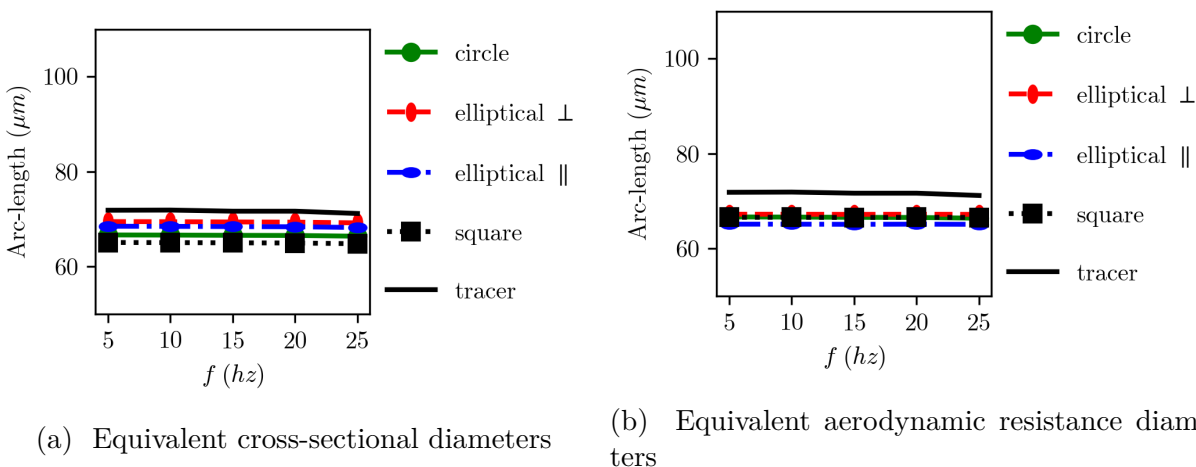 100
80
60
Arc-length (μm)
5 10 15 20 25
f (hz)
circle
elliptical ⊥
elliptical ∥
square
tracer
(a) Equivalent cross-sectional diameters
100
80
60
Arc-length (μm)
5 10 15 20 25
f (hz)
circle
elliptical ⊥
elliptical ∥
square
tracer
(b) Equivalent aerodynamic resistance diam
ters